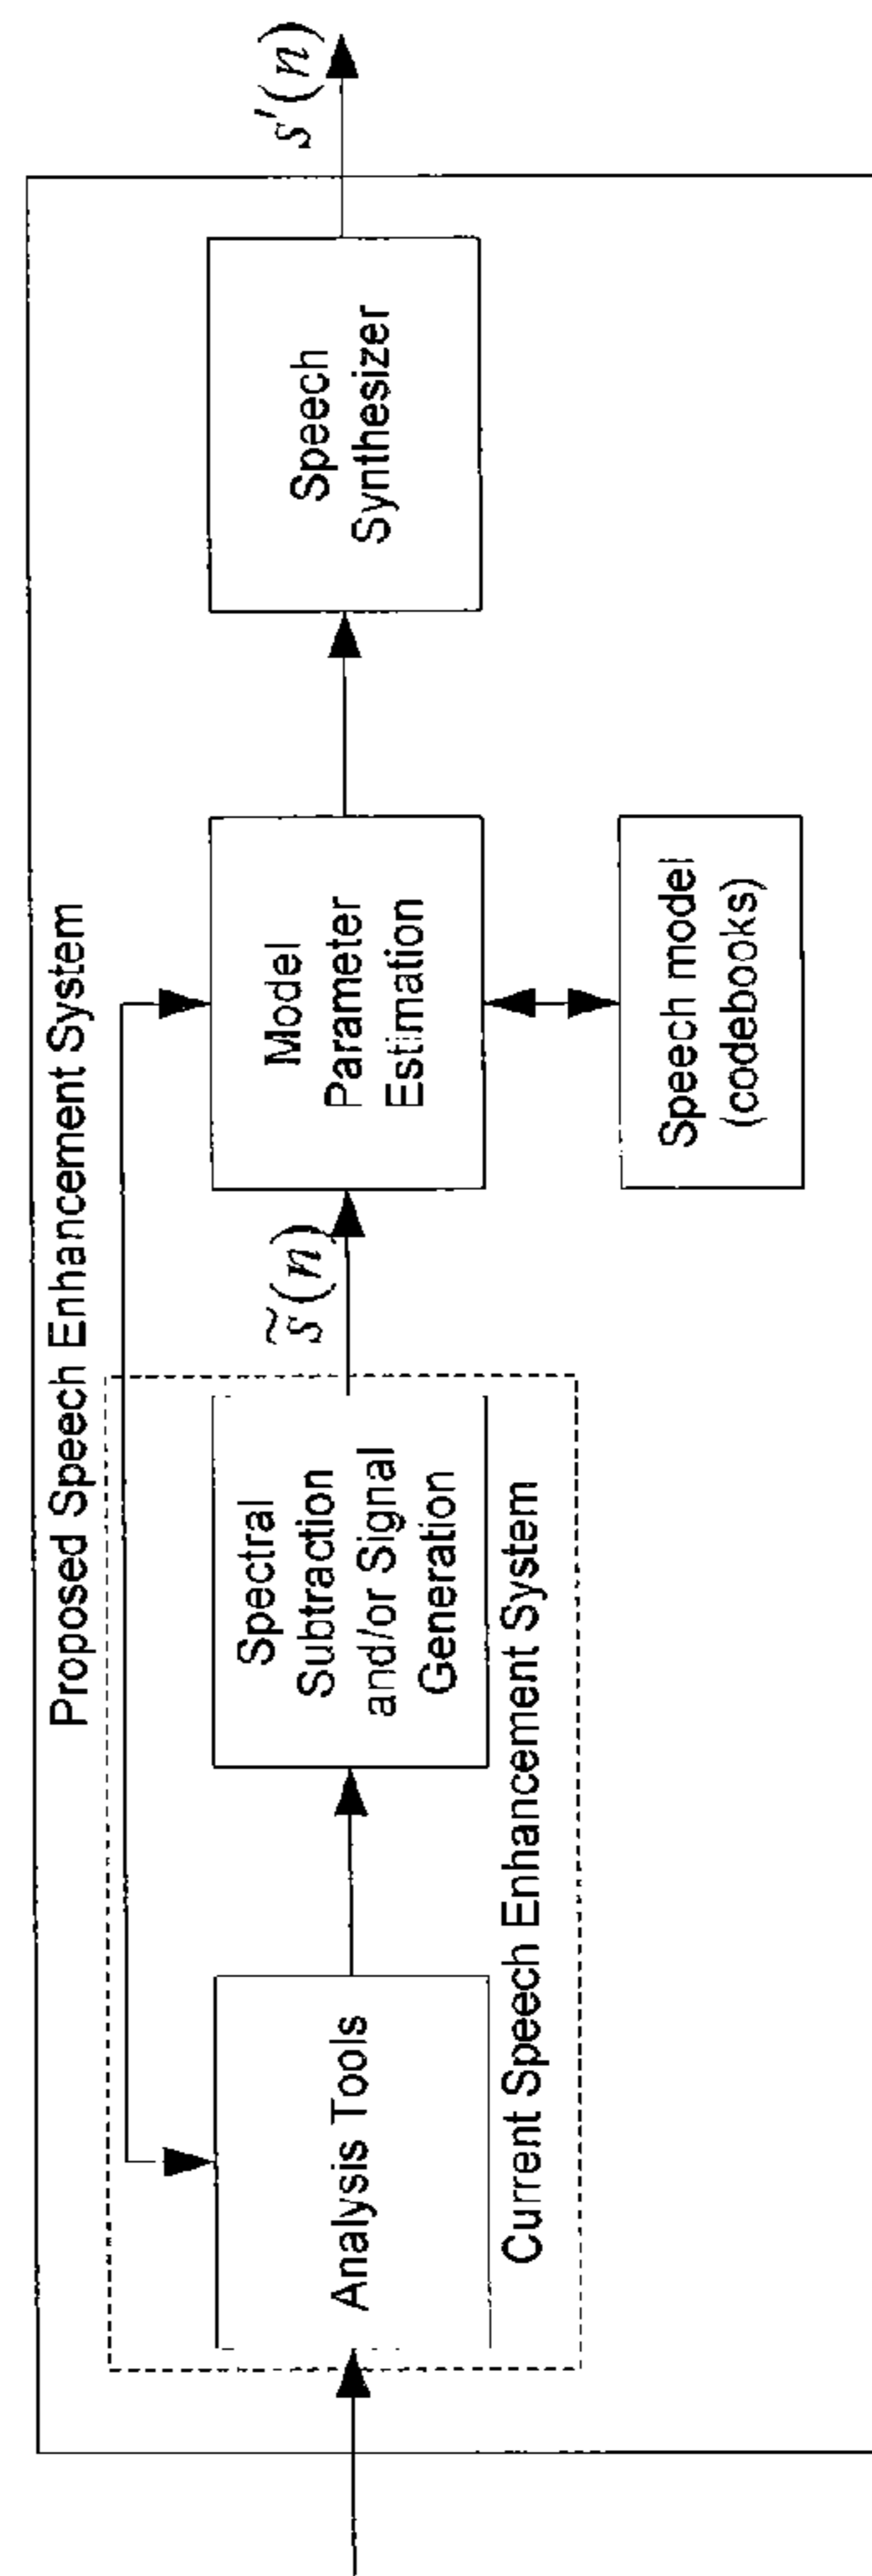 Proposed Speech Enhancement System
Analysis Tools
Spectral
Subtraction
and/or Signal
Generation
Current Speech Enhancement System
s̃(n)
Model
Parameter
Estimation
Speech model
(codebooks)
Speech
Synthesizer
s′(n)